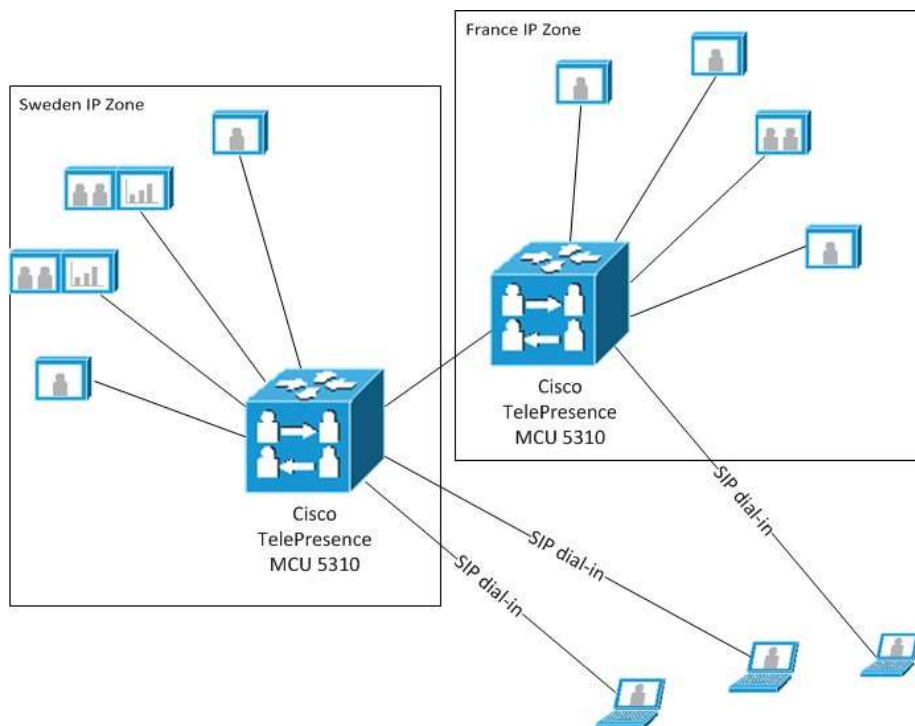 France IP Zone
Sweden IP Zone
Cisco
TelePresence
MCU 5310
Cisco
TelePresence
MCU 5310
SIP dial-in
SIP dial-in
SIP dial-in